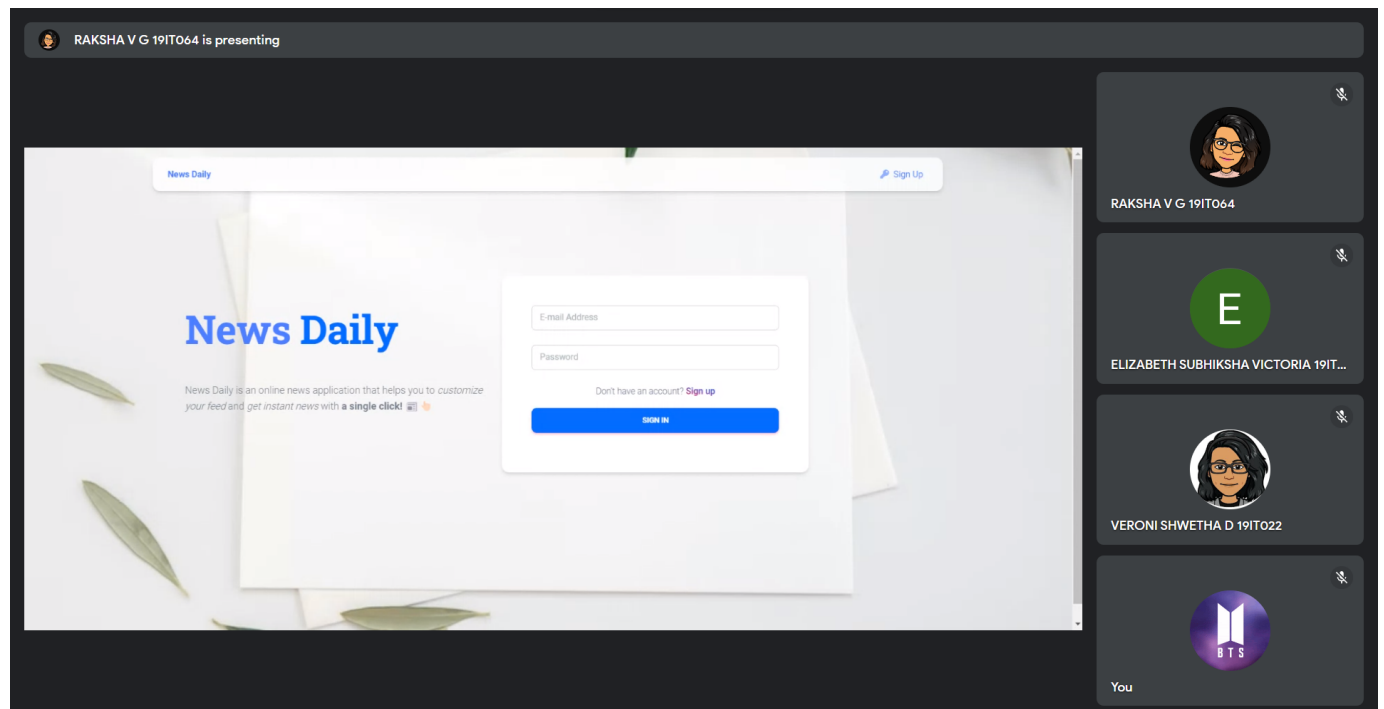 RAKSHA V G 19IT064 is presenting
News Daily
Sign Up
News Daily
News Daily is an online news application that helps you to customize
your feed and get instant news with a single click!
E-mail Address
Password
Don't have an account? Sign up
SIGN IN
RAKSHA V G 19IT064
E
ELIZABETH SUBHIKSHA VICTORIA 19IT...
VERONI SHWETHA D 19IT022
BTS
You